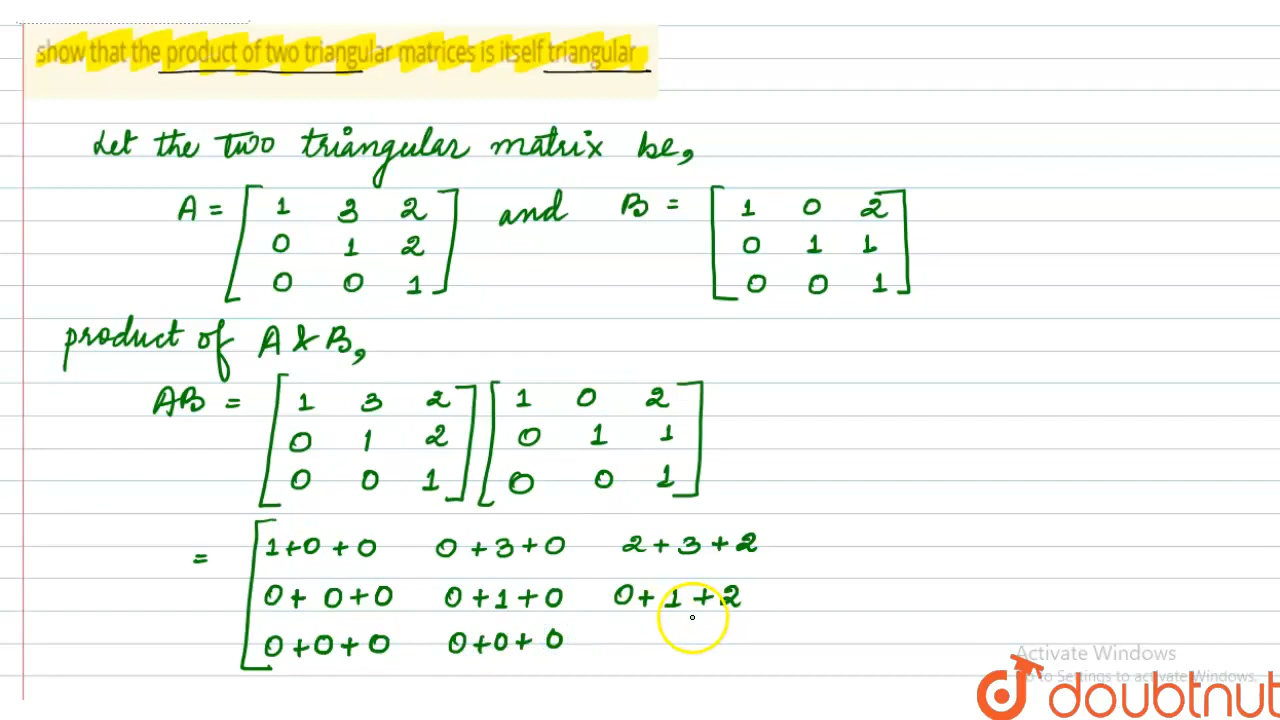 show that the product of two triangular matrices is itself triangular
Let the two triangular matrix be,
A = [ 1 3 2 and B = [ 1 0 2
0 1 2 0 1 1
0 0 1 ] 0 0 1 ]
product of A & B,
AB = [ 1 3 2 ] [ 1 0 2 ]
0 1 2 0 1 1
0 0 1 0 0 1
= [ 1+0+0 0+3+0 2+3+2
0+0+0 0+1+0 0+1+2
0+0+0 0+0+0
Activate Windows
Go to Settings to activate Windows.
doubtnut